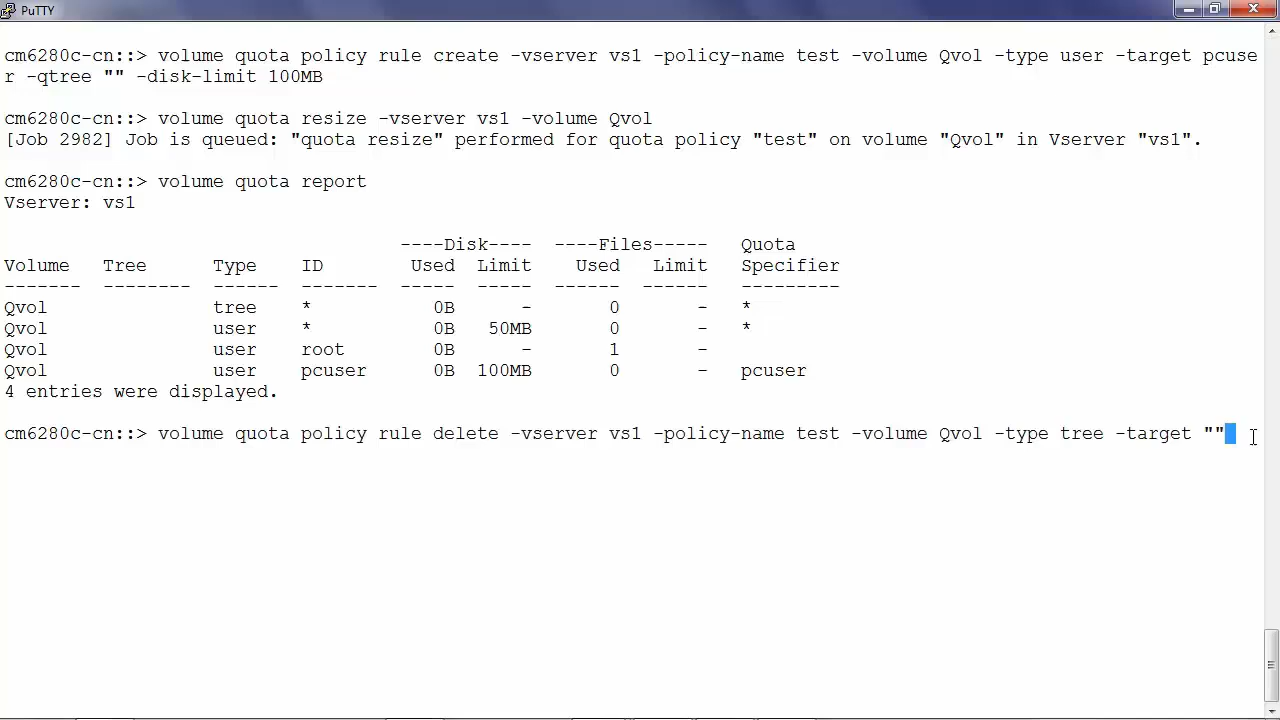 PuTTY
cm6280c-cn::> volume quota policy rule create -vserver vs1 -policy-name test -volume Qvol -type user -target pcuse
r -qtree "" -disk-limit 100MB
cm6280c-cn::> volume quota resize -vserver vs1 -volume Qvol
[Job 2982] Job is queued: "quota resize" performed for quota policy "test" on volume "Qvol" in Vserver "vs1".
cm6280c-cn::> volume quota report
Vserver: vs1
----Disk---- ----Files----- Quota
Volume Tree Type ID Used Limit Used Limit Specifier
------- -------- ------ ------- ----- ----- ------ ------ ---------
Qvol tree * 0B - 0 - *
Qvol user * 0B 50MB 0 - *
Qvol user root 0B - 1 -
Qvol user pcuser 0B 100MB 0 - pcuser
4 entries were displayed.
cm6280c-cn::> volume quota policy rule delete -vserver vs1 -policy-name test -volume Qvol -type tree -target ""